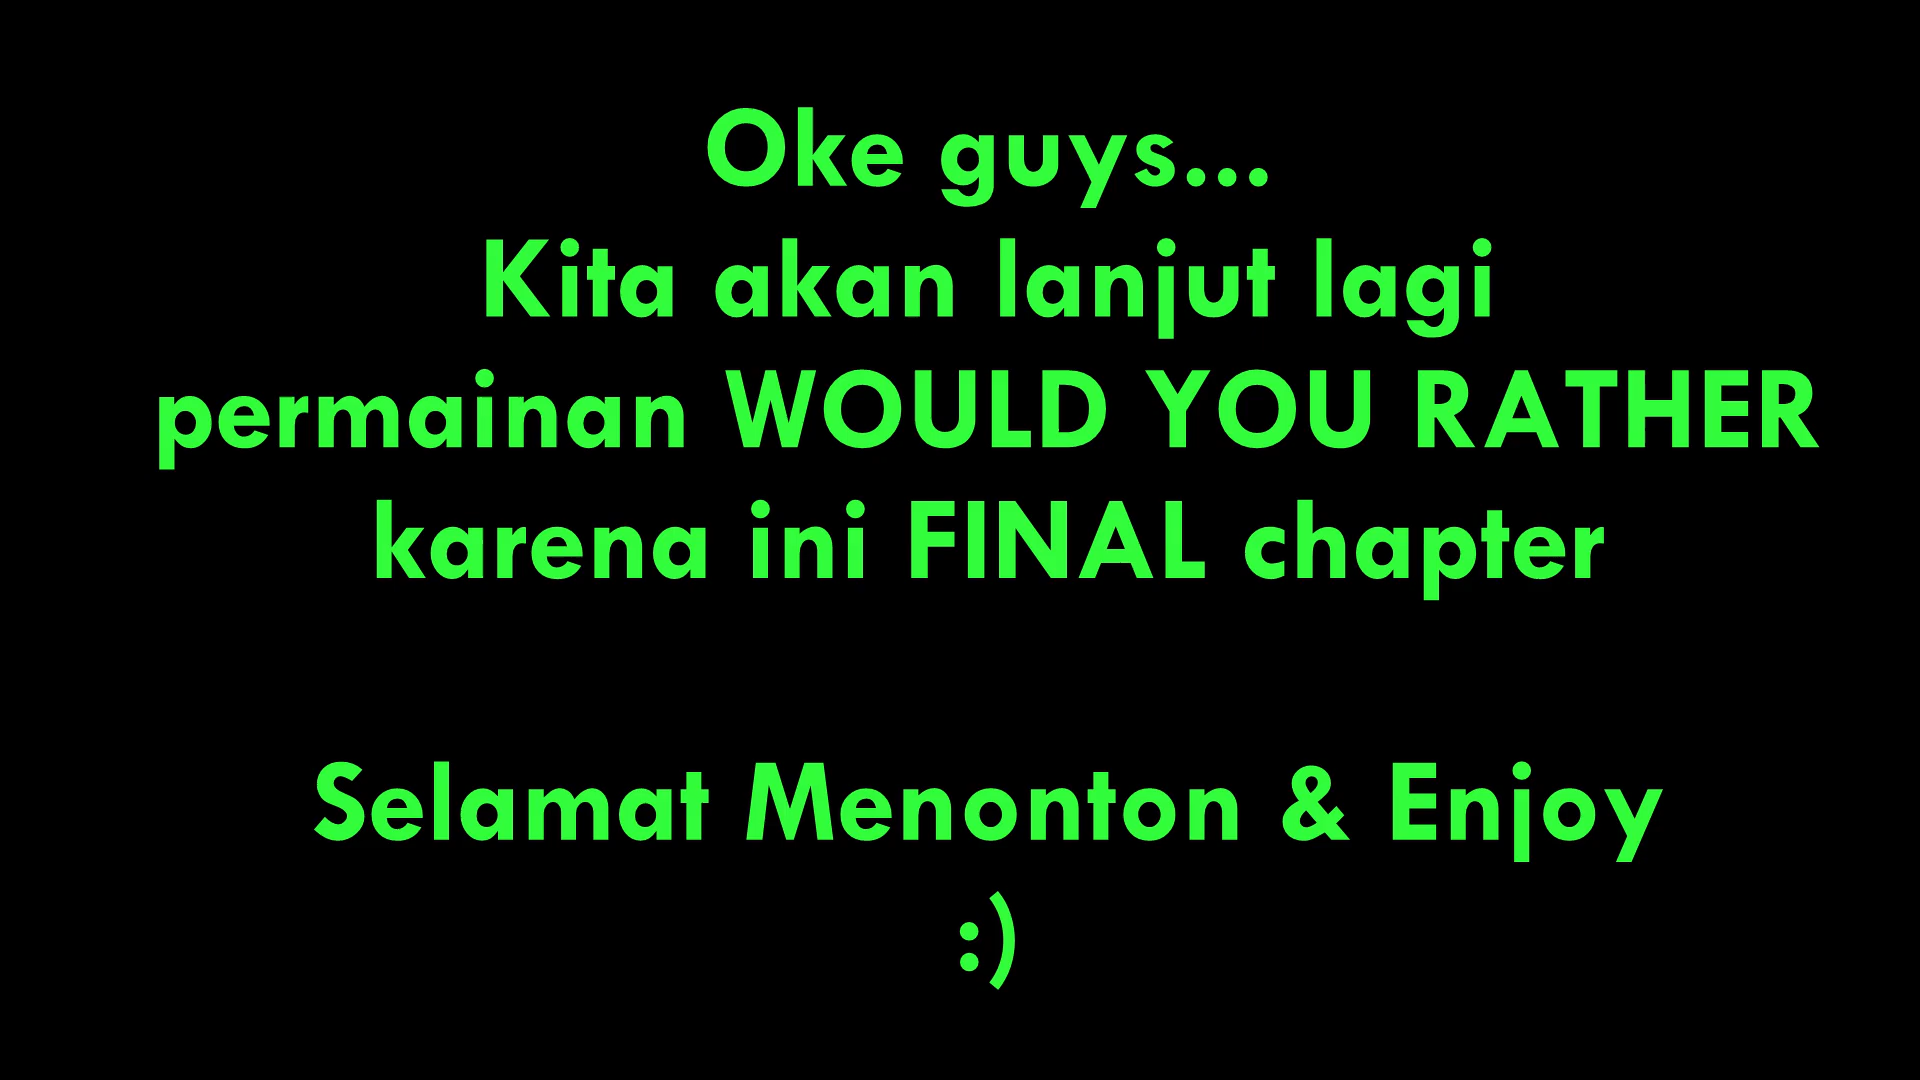 Oke guys...
Kita akan lanjut lagi
permainan WOULD YOU RATHER
karena ini FINAL chapter
Selamat Menonton & Enjoy
:)